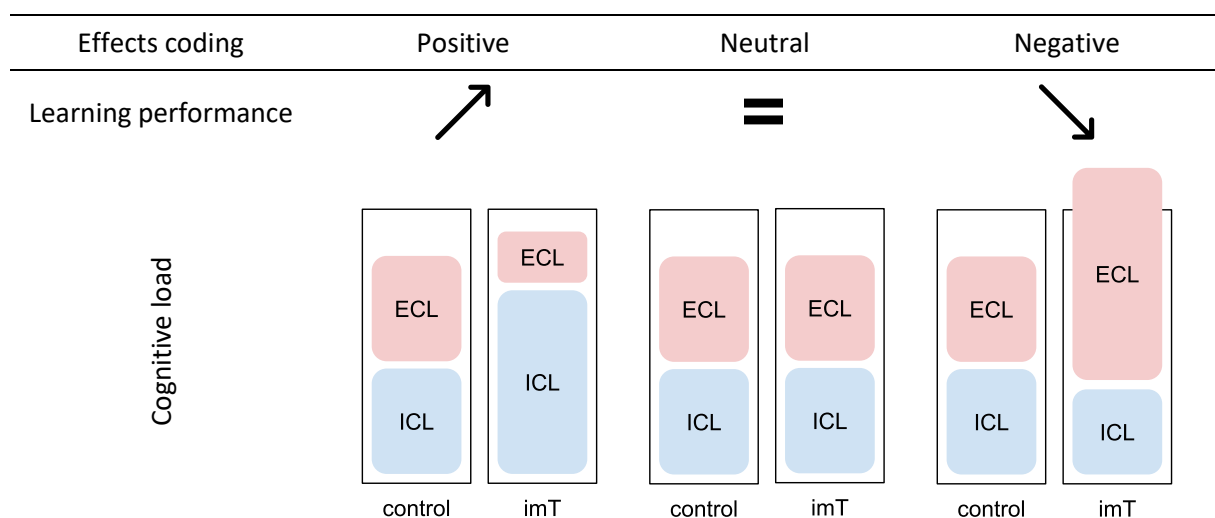 Effects coding Positive Neutral Negative
Learning performance =
Cognitive load
ECL ICL ECL ICL ECL ICL ECL ICL ECL ICL ECL ICL
control imT control imT control imT